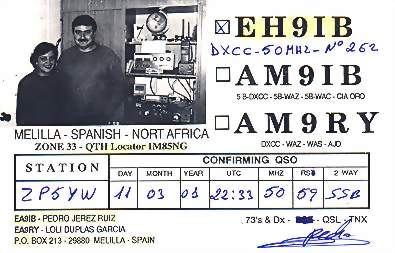 ☒ EH9IB
DXCC-50MHZ-Nº 262
☐ AM9IB
5 B-DXCC - 5B-WAZ - 5B-WAC - CIA ORO
☐ AM9RY
DXCC - WAZ - WAS - AJD
MELILLA - SPANISH - NORT AFRICA
ZONE 33 - QTH Locator IM85NG
STATION
CONFIRMING QSO
DAY MONTH YEAR UTC MHZ RST 2 WAY
ZP5YW 11 03 01 22:33 50 59 SSB
EA9IB - PEDRO JEREZ RUIZ
EA9RY - LOLI DUPLAS GARCIA
P.O. BOX 213 - 29880 MELILLA - SPAIN
73's & Dx - QSL - TNX